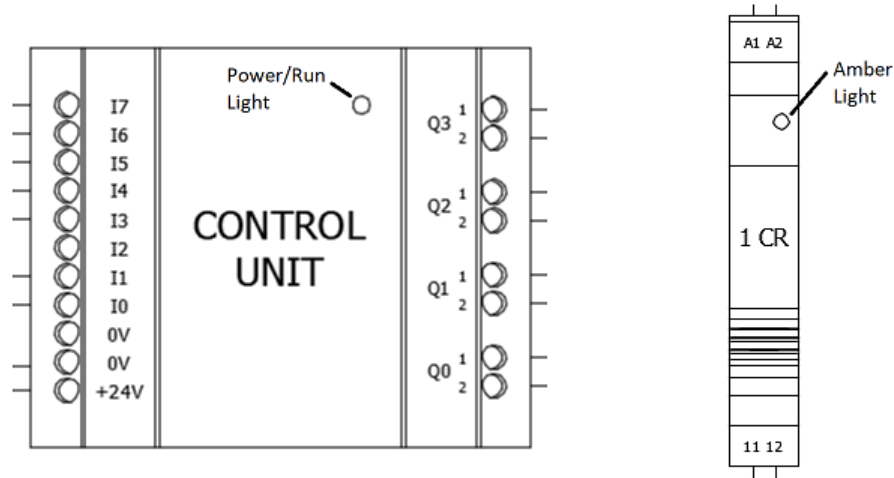 Power/Run
Light
I7
I6
I5
I4
I3
I2
I1
I0
0V
0V
+24V
CONTROL
UNIT
Q3 1
2
Q2 1
2
Q1 1
2
Q0 1
2
A1 A2
Amber
Light
1 CR
11 12